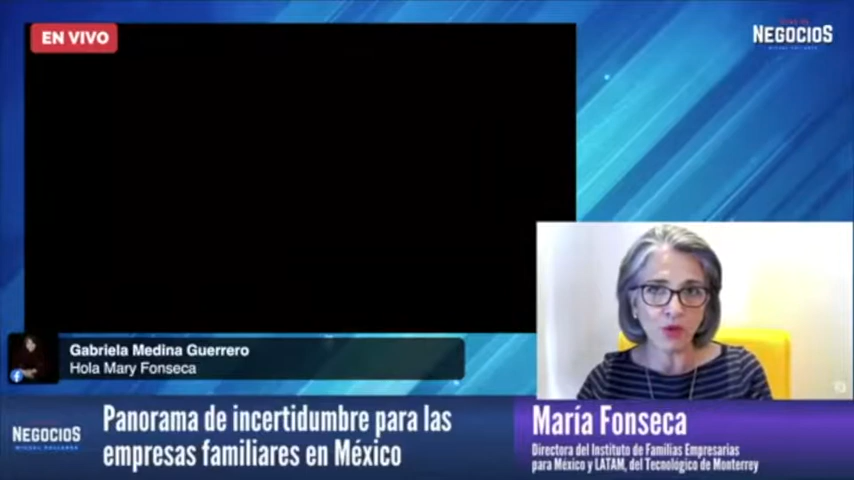 EN VIVO
NEGOCIOS
Gabriela Medina Guerrero
Hola Mary Fonseca
NEGOCIOS
Panorama de incertidumbre para las
empresas familiares en México
María Fonseca
Directora del Instituto de Familias Empresarias
para México y LATAM, del Tecnológico de Monterrey